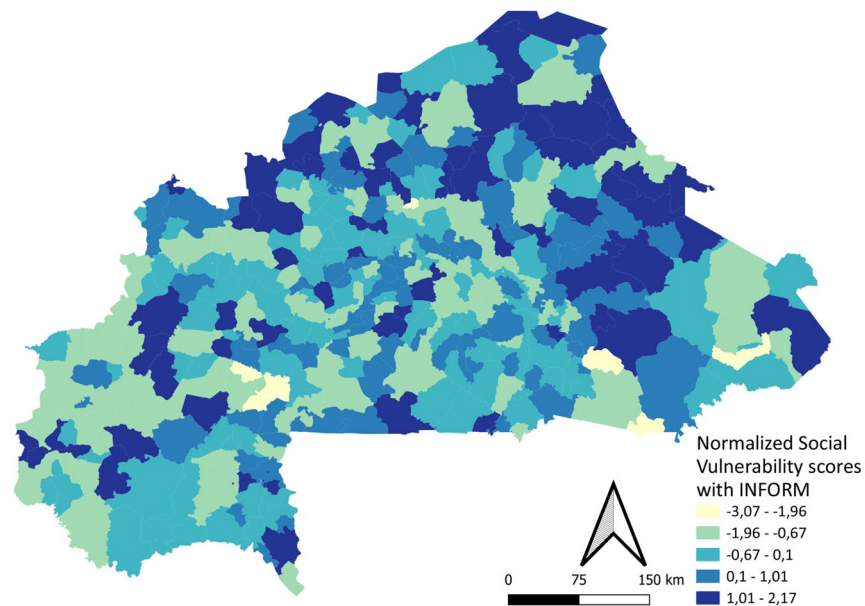 Normalized Social
Vulnerability scores
with INFORM
-3,07 - -1,96
-1,96 - -0,67
-0,67 - 0,1
0,1 - 1,01
1,01 - 2,17
0 75 150 km